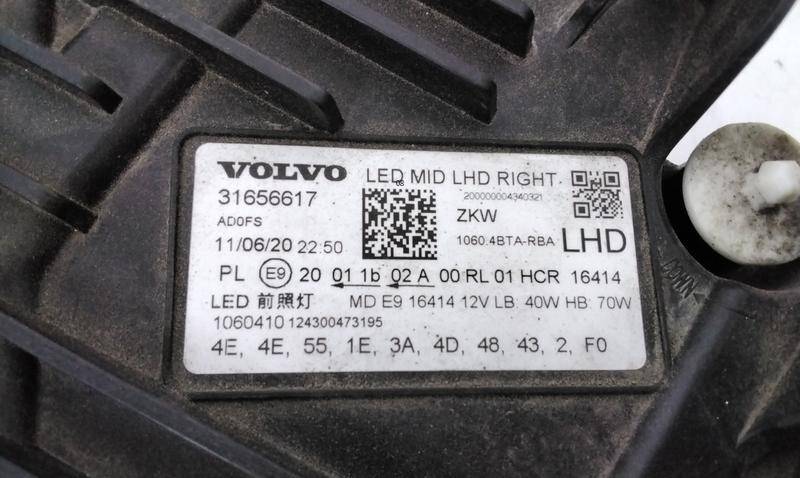 VOLVO LED MID LHD RIGHT
31656617 200000004340321
AD0FS ZKW
11/06/20 22:50 1060.4BTA-RBA LHD
PL E9 20 01 1b 02 A 00 RL 01 HCR 16414
LED 前照灯 MD E9 16414 12V LB: 40W HB: 70W
1060410 124300473195
4E, 4E, 55, 1E, 3A, 4D, 48, 43, 2, F0